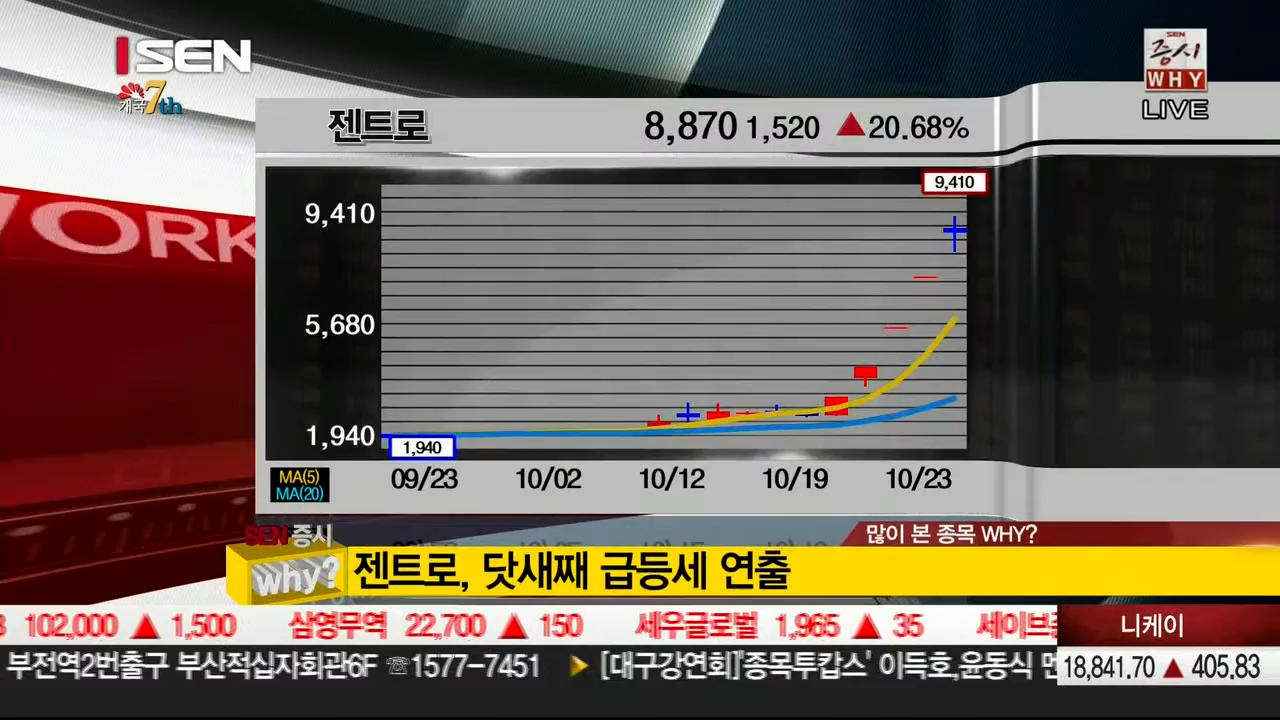 SEN
개국 7th
SEN
증시
WHY
LIVE
젠트로 8,870 1,520 ▲20.68%
WORK
9,410
9,410
5,680
1,940
1,940
MA(5)
MA(20)
09/23 10/02 10/12 10/19 10/23
SEN 증시
why?
많이 본 종목 WHY?
젠트로, 닷새째 급등세 연출
102,000 ▲ 1,500 삼영무역 22,700 ▲ 150 세우글로벌 1,965 ▲ 35 세이브
니케이
부전역2번출구 부산적십자회관6F ☏1577-7451 ▶ [대구강연회]'종목투캅스' 이득호,윤동식
18,841.70 ▲ 405.83